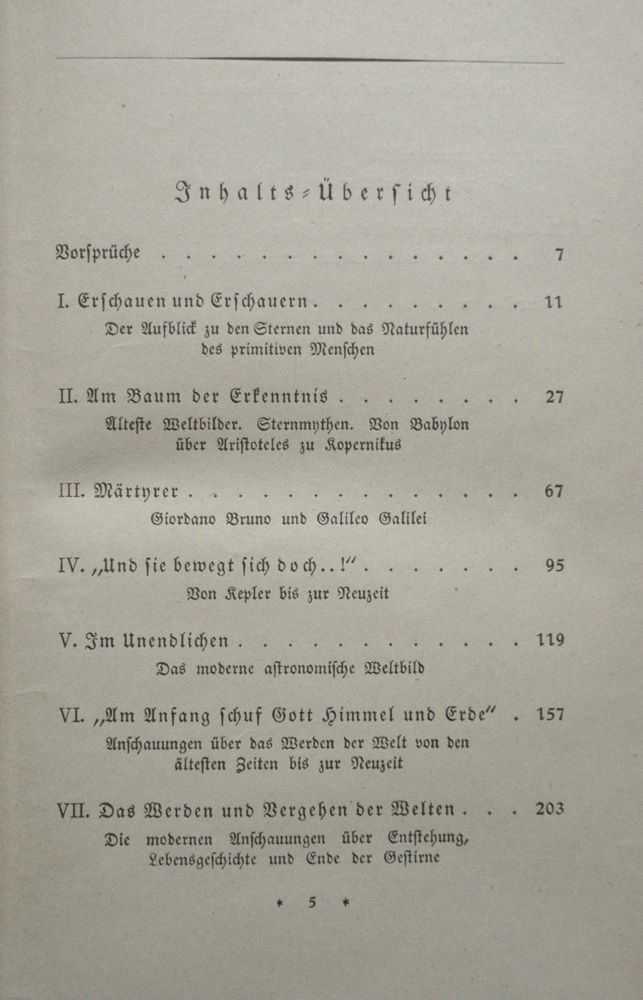 Inhalts-Übersicht
Vorsprüche . . . . . . . . . . . . . . . 7
I. Erschauen und Erschauern . . . . . . . . . 11
Der Aufblick zu den Sternen und das Naturfühlen
des primitiven Menschen
II. Am Baum der Erkenntnis . . . . . . . . 27
Älteste Weltbilder. Sternmythen. Von Babylon
über Aristoteles zu Kopernikus
III. Märtyrer . . . . . . . . . . . . . . 67
Giordano Bruno und Galileo Galilei
IV. „Und sie bewegt sich doch..!“ . . . . . . . 95
Von Kepler bis zur Neuzeit
V. Im Unendlichen . . . . . . . . . . . . 119
Das moderne astronomische Weltbild
VI. „Am Anfang schuf Gott Himmel und Erde“ . 157
Anschauungen über das Werden der Welt von den
ältesten Zeiten bis zur Neuzeit
VII. Das Werden und Vergehen der Welten . . . 203
Die modernen Anschauungen über Entstehung,
Lebensgeschichte und Ende der Gestirne
* 5 *